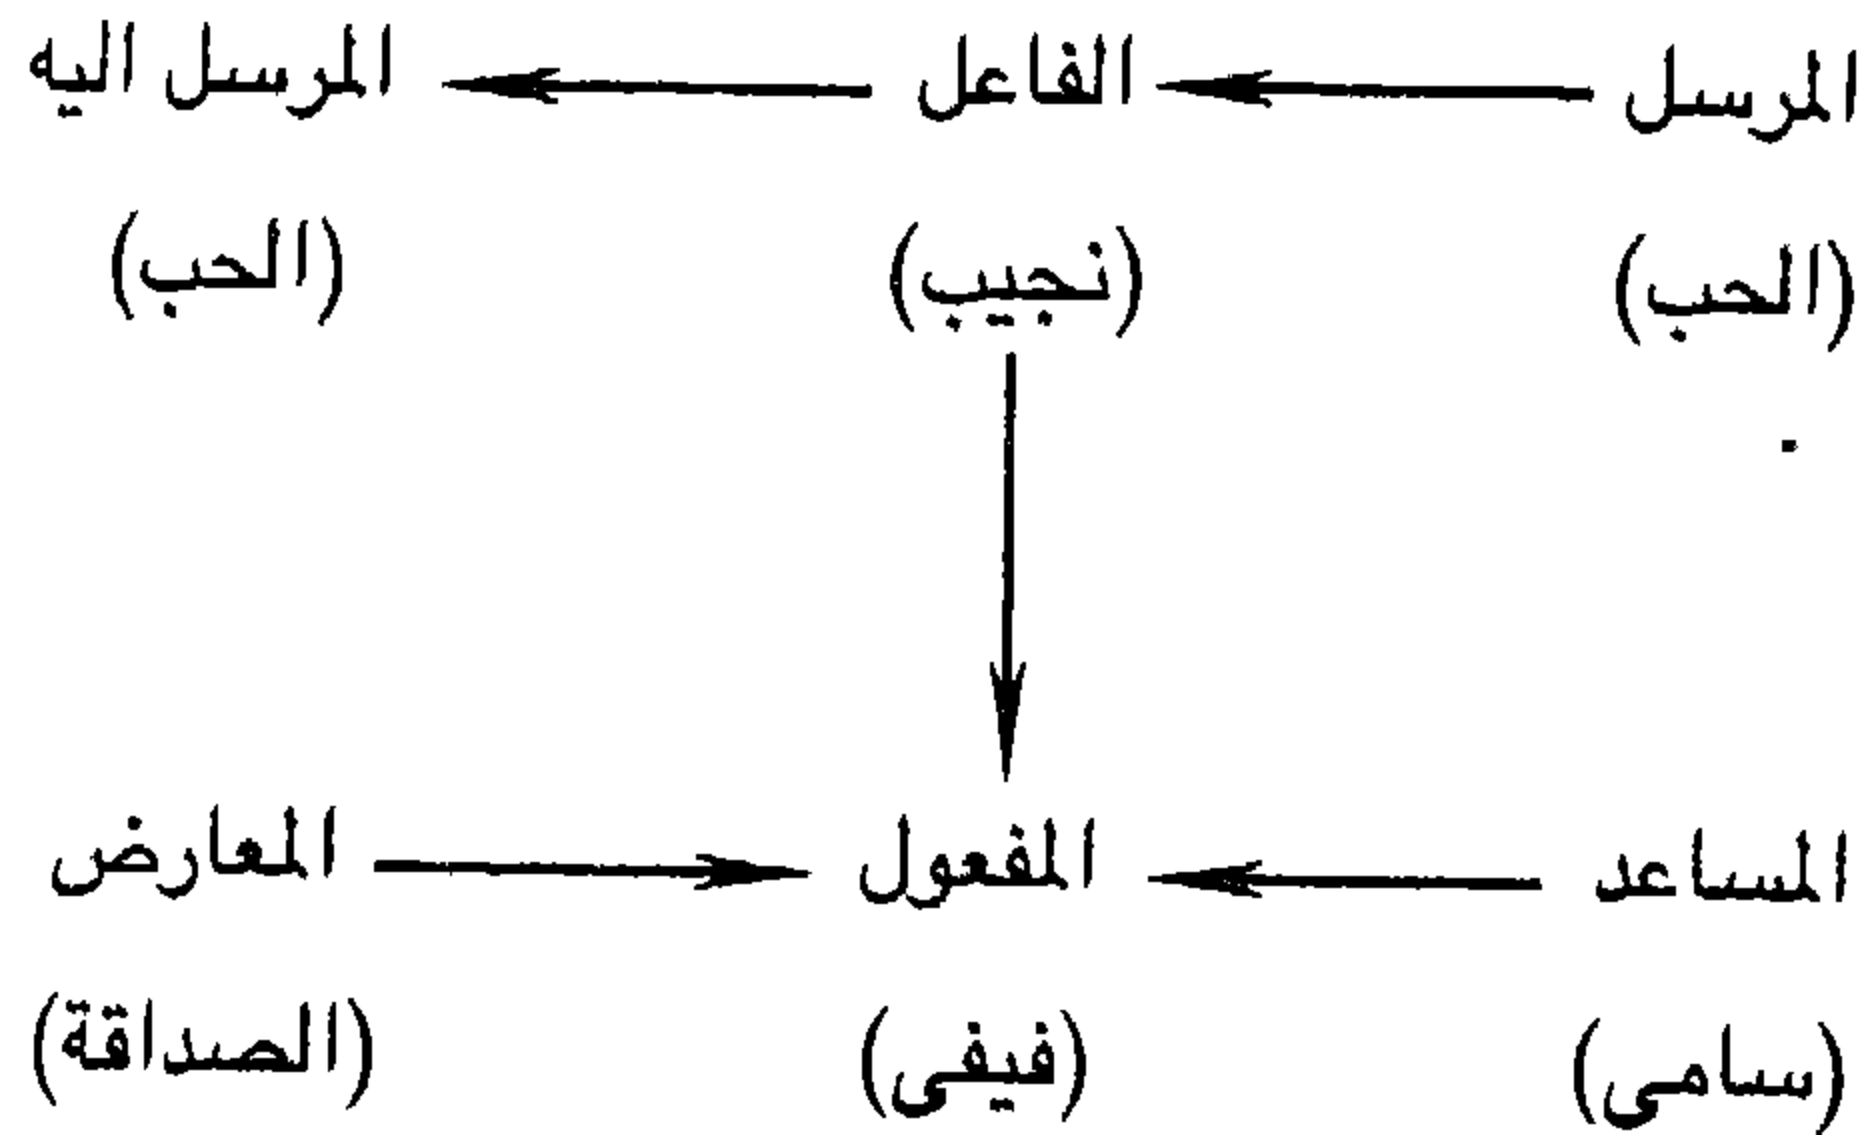 المرسل الفاعل المرسل اليه
(الحب) (نجيب) (الحب)
المساعد المفعول المعارض
(سامى) (فيفى) (الصداقة)